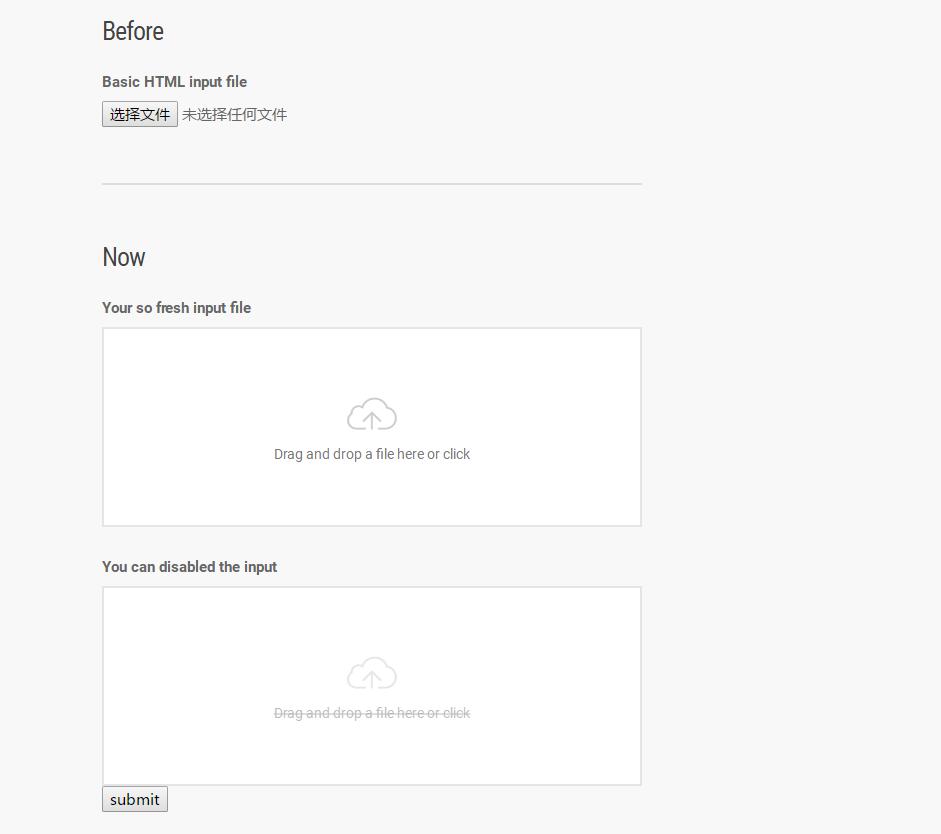 Before
Basic HTML input file
选择文件 未选择任何文件
Now
Your so fresh input file
Drag and drop a file here or click
You can disabled the input
Drag and drop a file here or click
submit